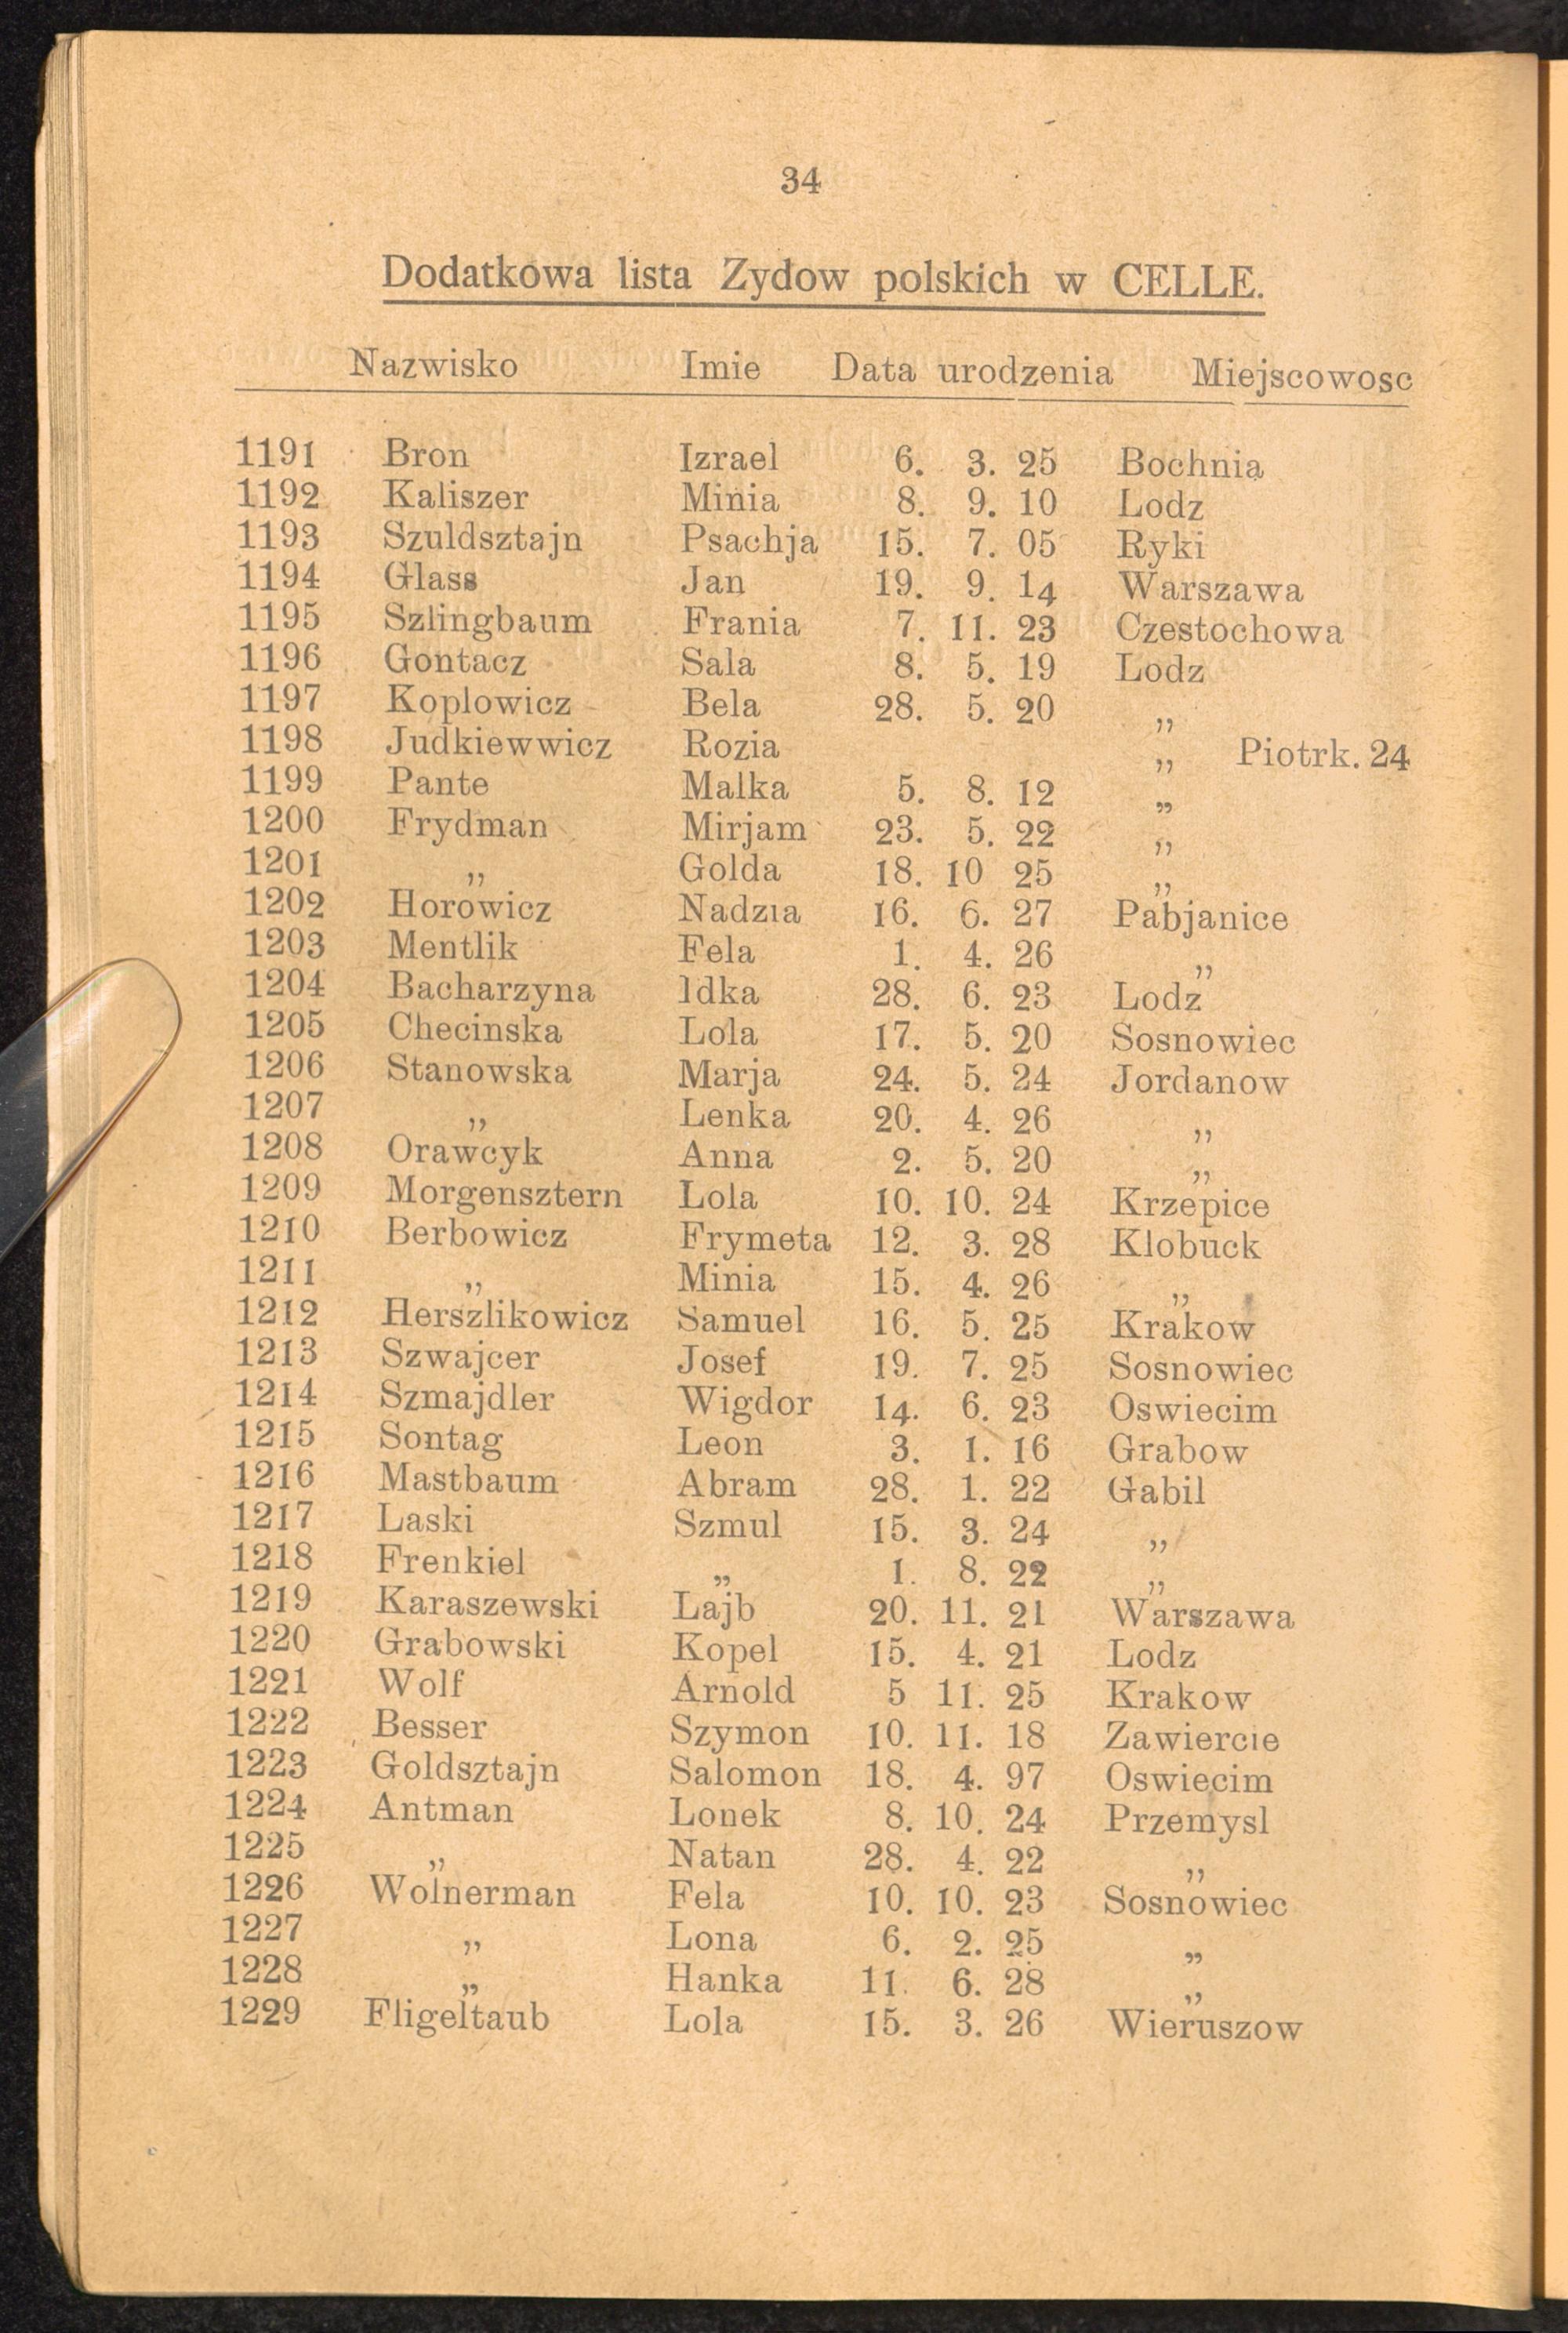 34
Dodatkowa lista Zydow polskich w CELLE.
Nazwisko Imie Data urodzenia Miejscowosc
1191 Bron Izrael 6. 3. 25 Bochnia
1192 Kaliszer Minia 8. 9. 10 Lodz
1193 Szuldsztajn Psachja 15. 7. 05 Ryki
1194 Glass Jan 19. 9. 14 Warszawa
1195 Szlingbaum Frania 7. 11. 23 Czestochowa
1196 Gontacz Sala 8. 5. 19 Lodz
1197 Koplowicz Bela 28. 5. 20 „
1198 Judkiewwicz Rozia „ Piotrk. 24
1199 Pante Malka 5. 8. 12 „
1200 Frydman Mirjam 23. 5. 22 „
1201 „ Golda 18. 10 25 „
1202 Horowicz Nadzia 16. 6. 27 Pabjanice
1203 Mentlik Fela 1. 4. 26 „
1204 Bacharzyna Idka 28. 6. 23 Lodz
1205 Checinska Lola 17. 5. 20 Sosnowiec
1206 Stanowska Marja 24. 5. 24 Jordanow
1207 „ Lenka 20. 4. 26 „
1208 Orawcyk Anna 2. 5. 20 „
1209 Morgensztern Lola 10. 10. 24 Krzepice
1210 Berbowicz Frymeta 12. 3. 28 Klobuck
1211 „ Minia 15. 4. 26 „
1212 Herszlikowicz Samuel 16. 5. 25 Krakow
1213 Szwajcer Josef 19. 7. 25 Sosnowiec
1214 Szmajdler Wigdor 14. 6. 23 Oswiecim
1215 Sontag Leon 3. 1. 16 Grabow
1216 Mastbaum Abram 28. 1. 22 Gabil
1217 Laski Szmul 15. 3. 24 „
1218 Frenkiel „ 1. 8. 22 „
1219 Karaszewski Lajb 20. 11. 21 Warszawa
1220 Grabowski Kopel 15. 4. 21 Lodz
1221 Wolf Arnold 5 11. 25 Krakow
1222 Besser Szymon 10. 11. 18 Zawiercie
1223 Goldsztajn Salomon 18. 4. 97 Oswiecim
1224 Antman Lonek 8. 10. 24 Przemysl
1225 „ Natan 28. 4. 22 „
1226 Wolnerman Fela 10. 10. 23 Sosnowiec
1227 „ Lona 6. 2. 25 „
1228 „ Hanka 11. 6. 28 „
1229 Fligeltaub Lola 15. 3. 26 Wieruszow